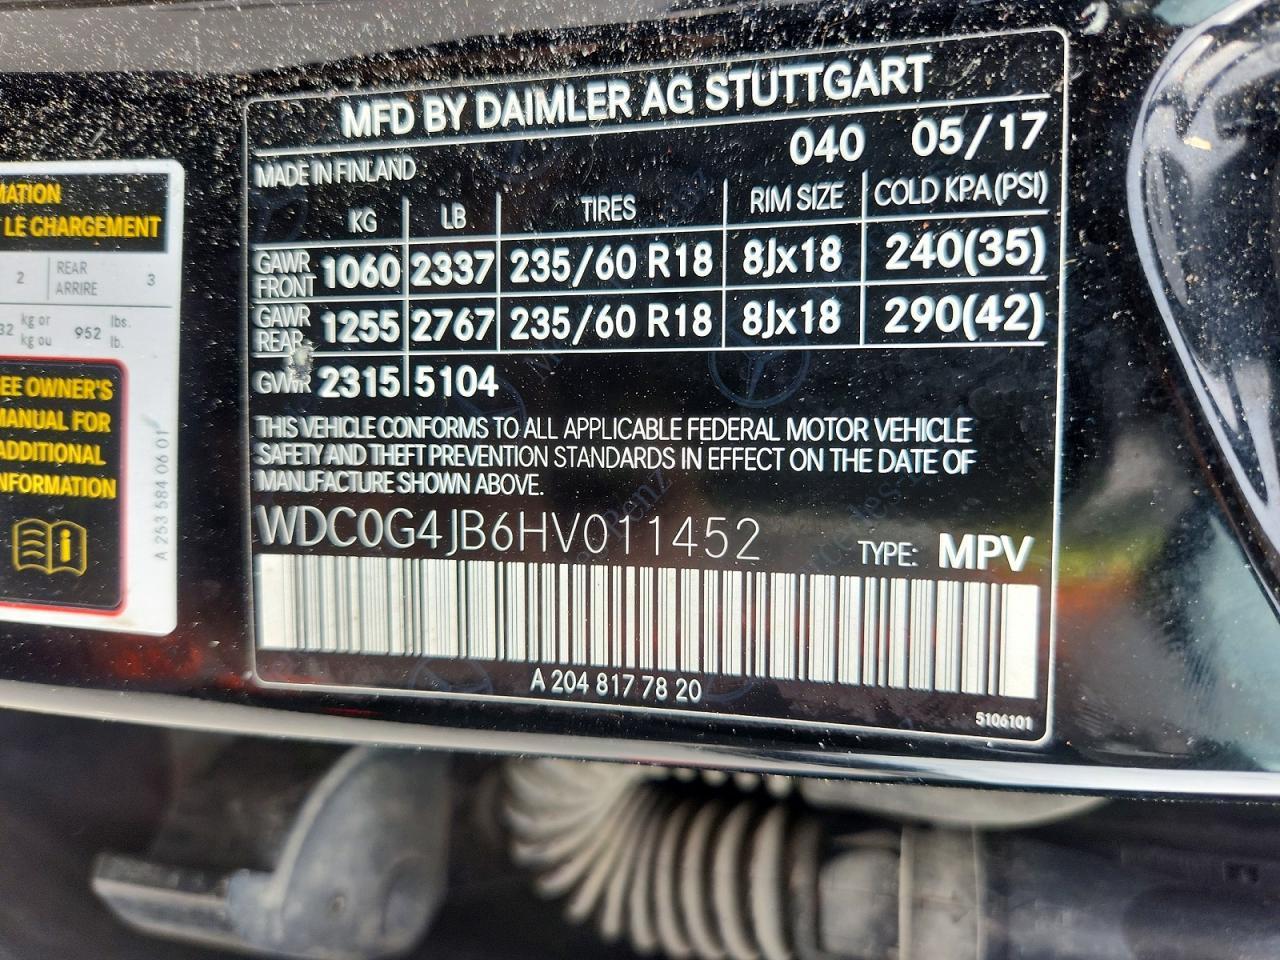 MFD BY DAIMLER AG STUTTGART
040 05/17
MADE IN FINLAND
KG LB TIRES RIM SIZE COLD KPA (PSI)
GAWR FRONT 1060 2337 235/60 R18 8Jx18 240(35)
GAWR REAR 1255 2767 235/60 R18 8Jx18 290(42)
GVWR 2315 5104
THIS VEHICLE CONFORMS TO ALL APPLICABLE FEDERAL MOTOR VEHICLE
SAFETY AND THEFT PREVENTION STANDARDS IN EFFECT ON THE DATE OF
MANUFACTURE SHOWN ABOVE.
WDC0G4JB6HV011452
TYPE: MPV
A 204 817 78 20
5106101
LE CHARGEMENT
2 REAR ARRIRE 3
kg or kg ou 952 lbs. lb.
OWNER'S
MANUAL FOR
ADDITIONAL
INFORMATION
A 253 584 06 01